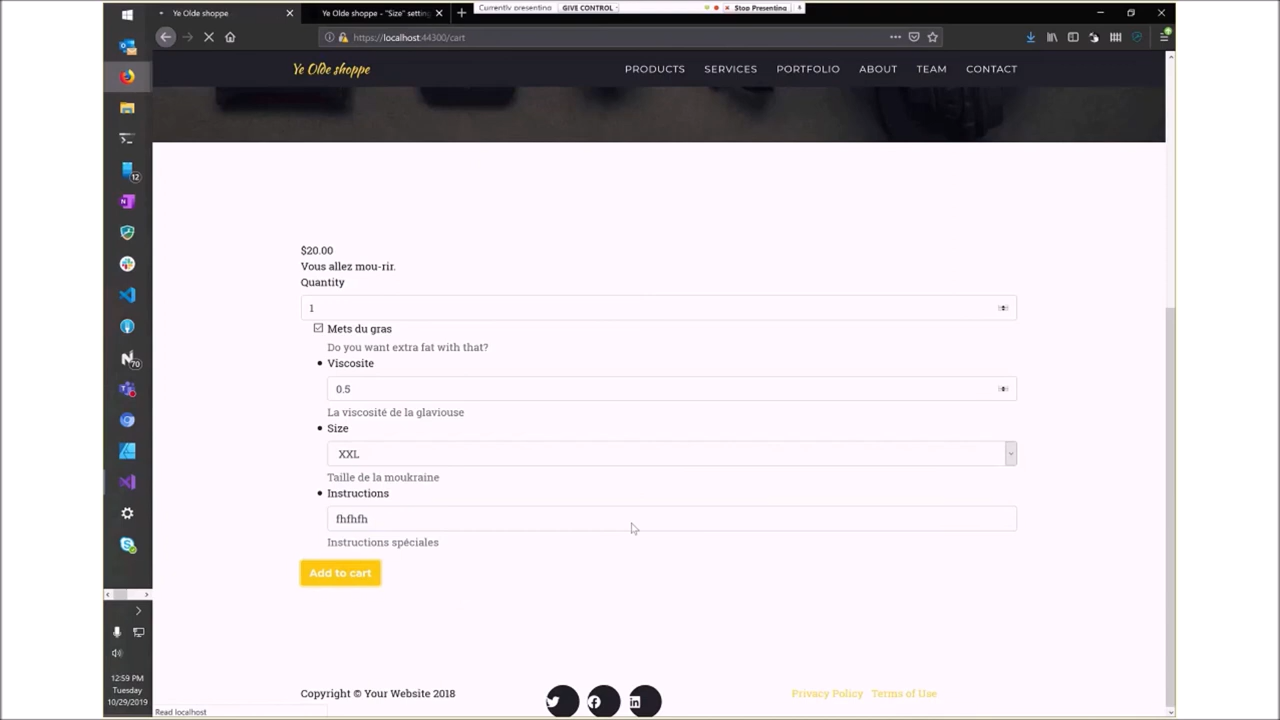 Currently presenting
GIVE CONTROL
Stop Presenting
Ye Olde shoppe
Ye Olde shoppe - "Size" settin
https://localhost:44300/cart
Ye Olde shoppe
PRODUCTS
SERVICES
PORTFOLIO
ABOUT
TEAM
CONTACT
$20.00
Vous allez mou-rir.
Quantity
1
Mets du gras
Do you want extra fat with that?
Viscosite
0.5
La viscosité de la glaviouse
Size
XXL
Taille de la moukraine
Instructions
fhfhfh
Instructions spéciales
Add to cart
Copyright © Your Website 2018
Privacy Policy
Terms of Use
12
70
12:59 PM
Tuesday
10/29/2019
Read localhost